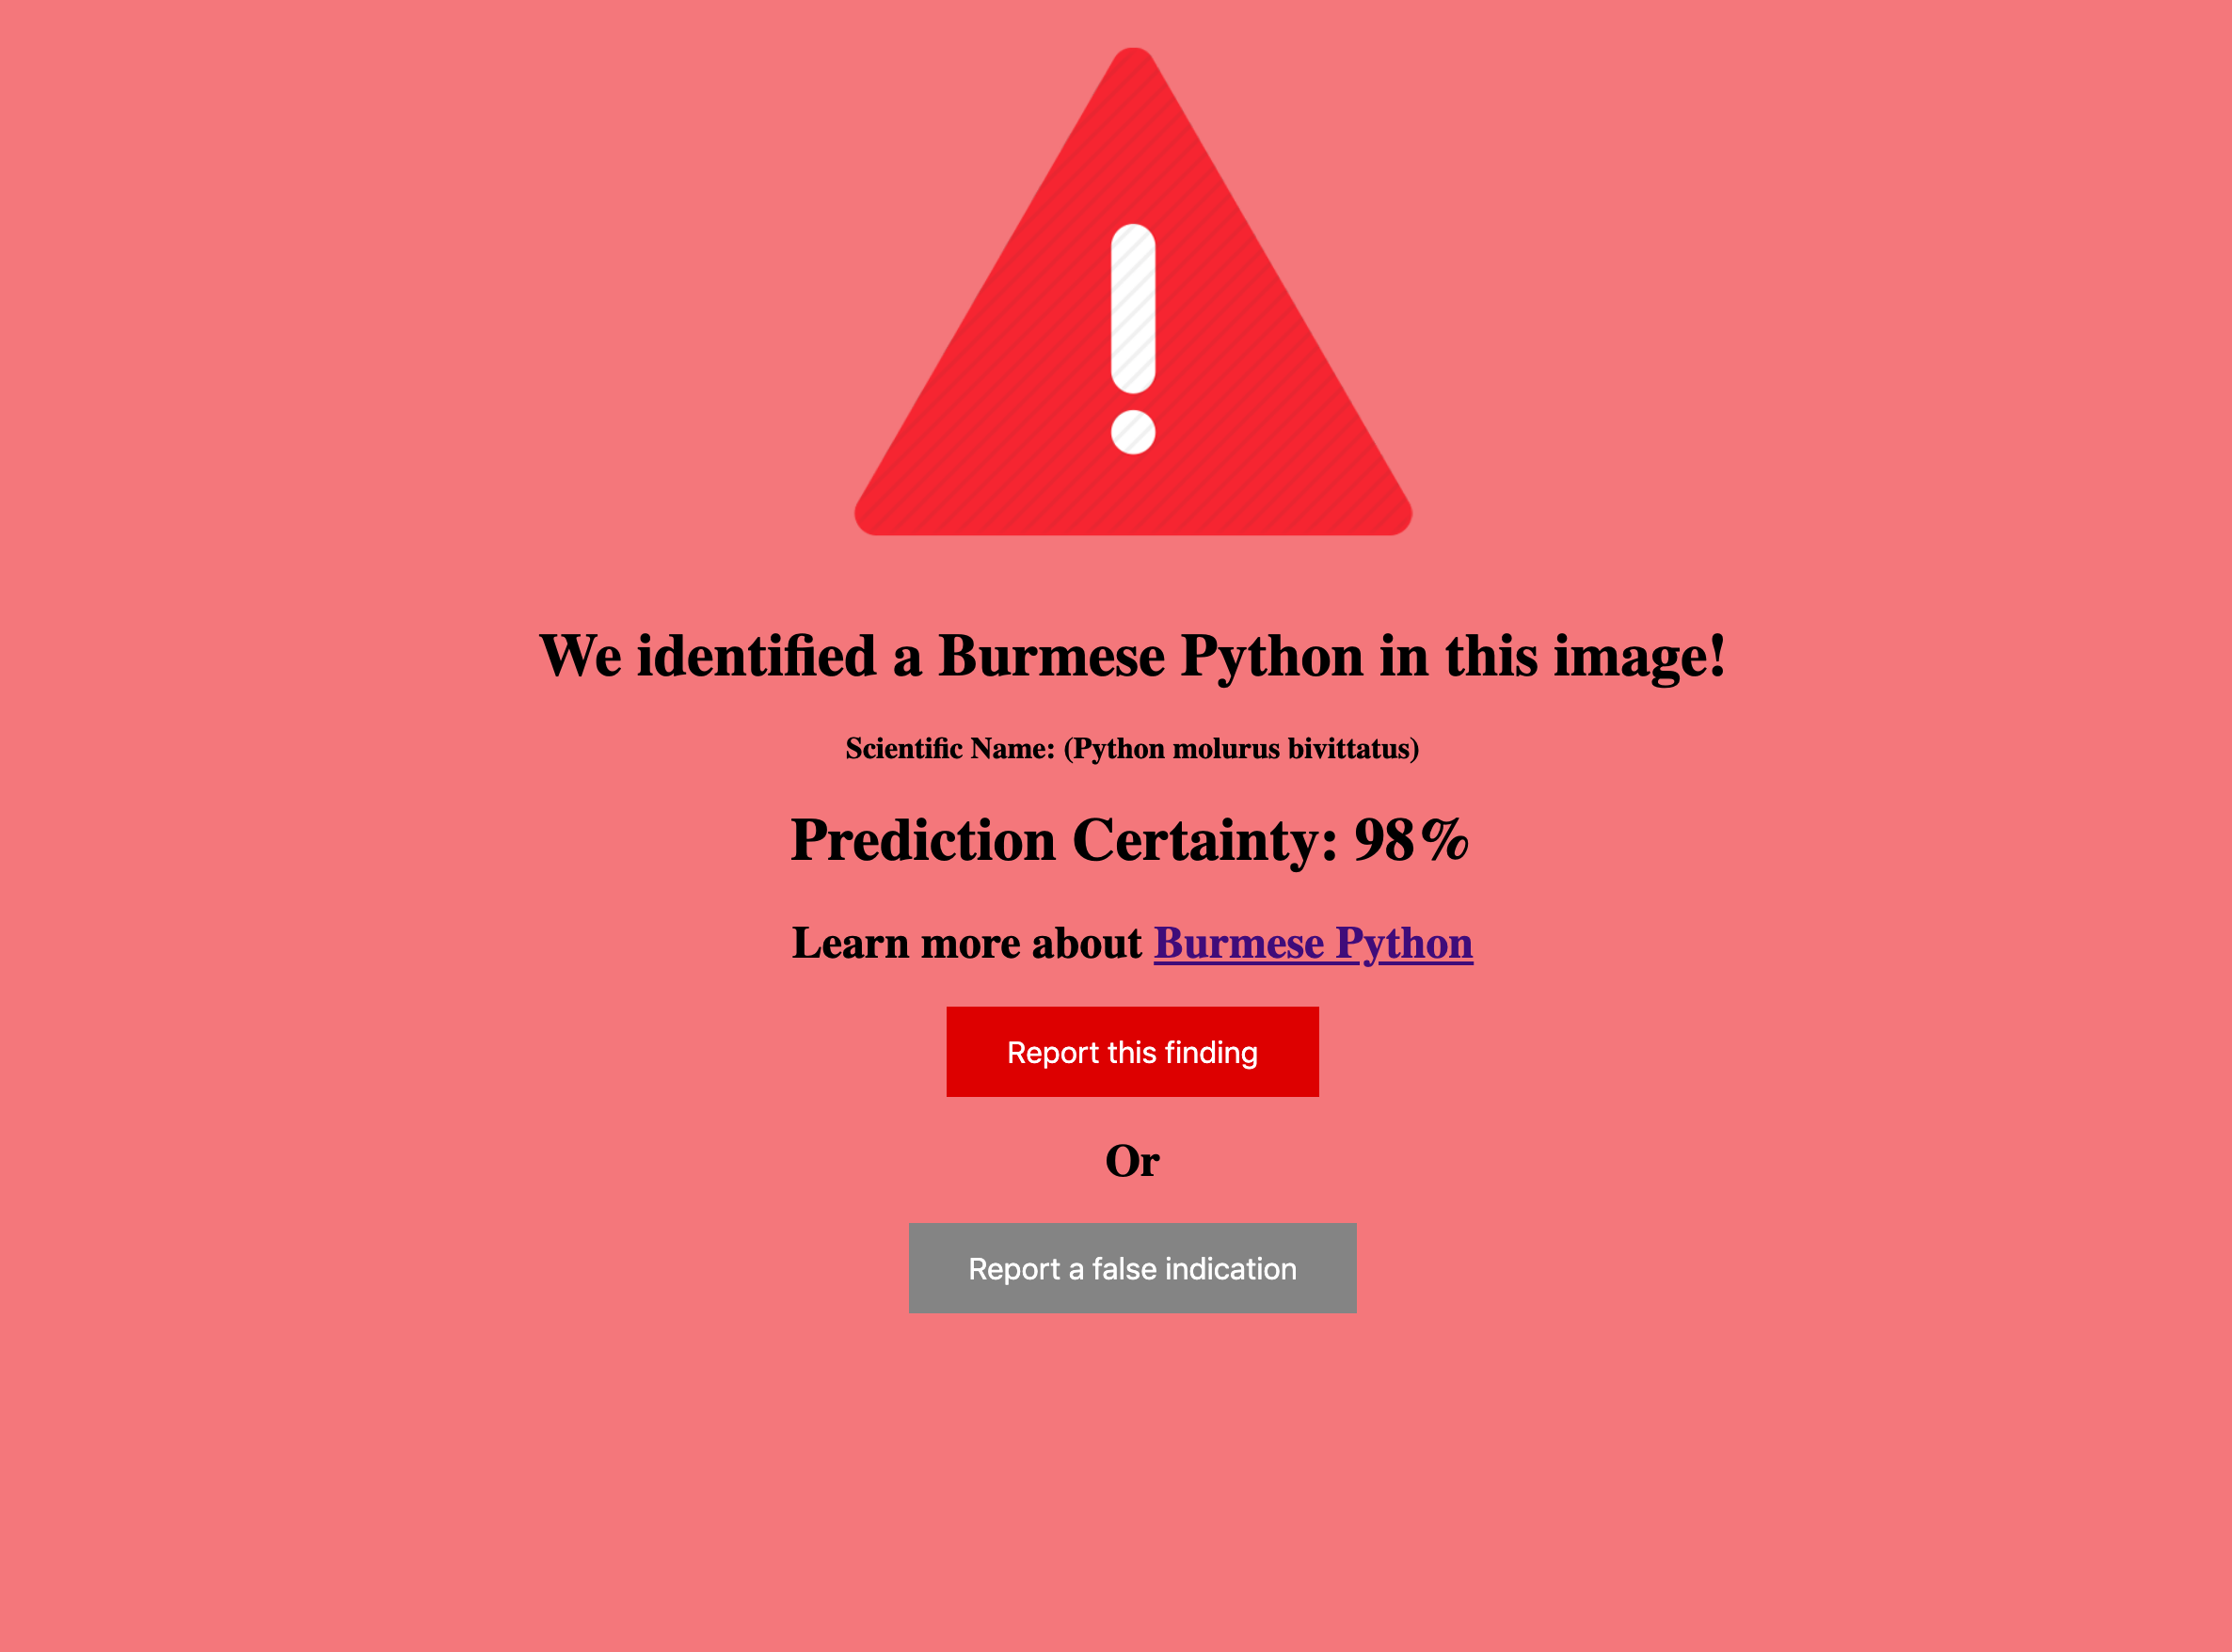 We identified a Burmese Python in this image!
Scientific Name: (Python molurus bivittatus)
Prediction Certainty: 98%
Learn more about Burmese Python
Report this finding
Or
Report a false indication